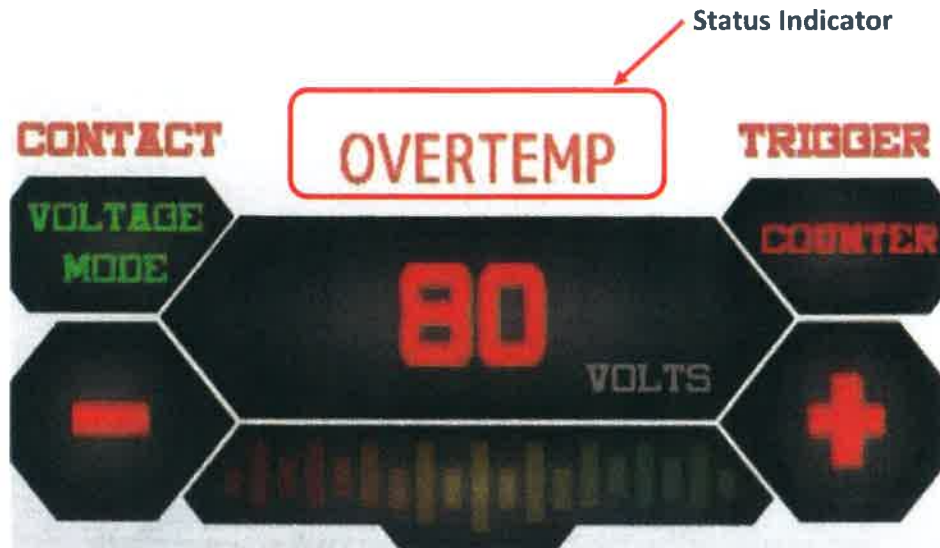 Status Indicator
CONTACT
OVERTEMP
TRIGGER
VOLTAGE
MODE
COUNTER
80
VOLTS